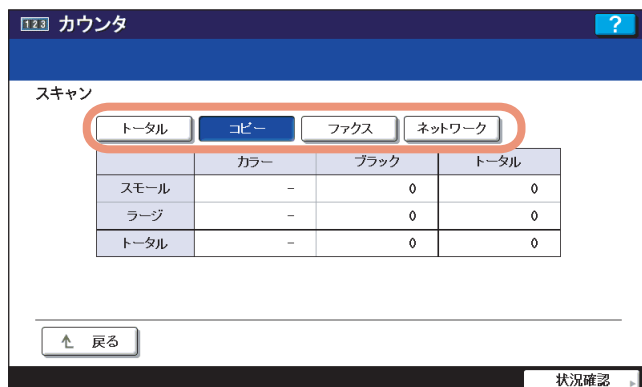 123 カウンタ ?
スキャン
トータル コピー ファクス ネットワーク
カラー ブラック トータル
スモール - 0 0
ラージ - 0 0
トータル - 0 0
戻る
状況確認